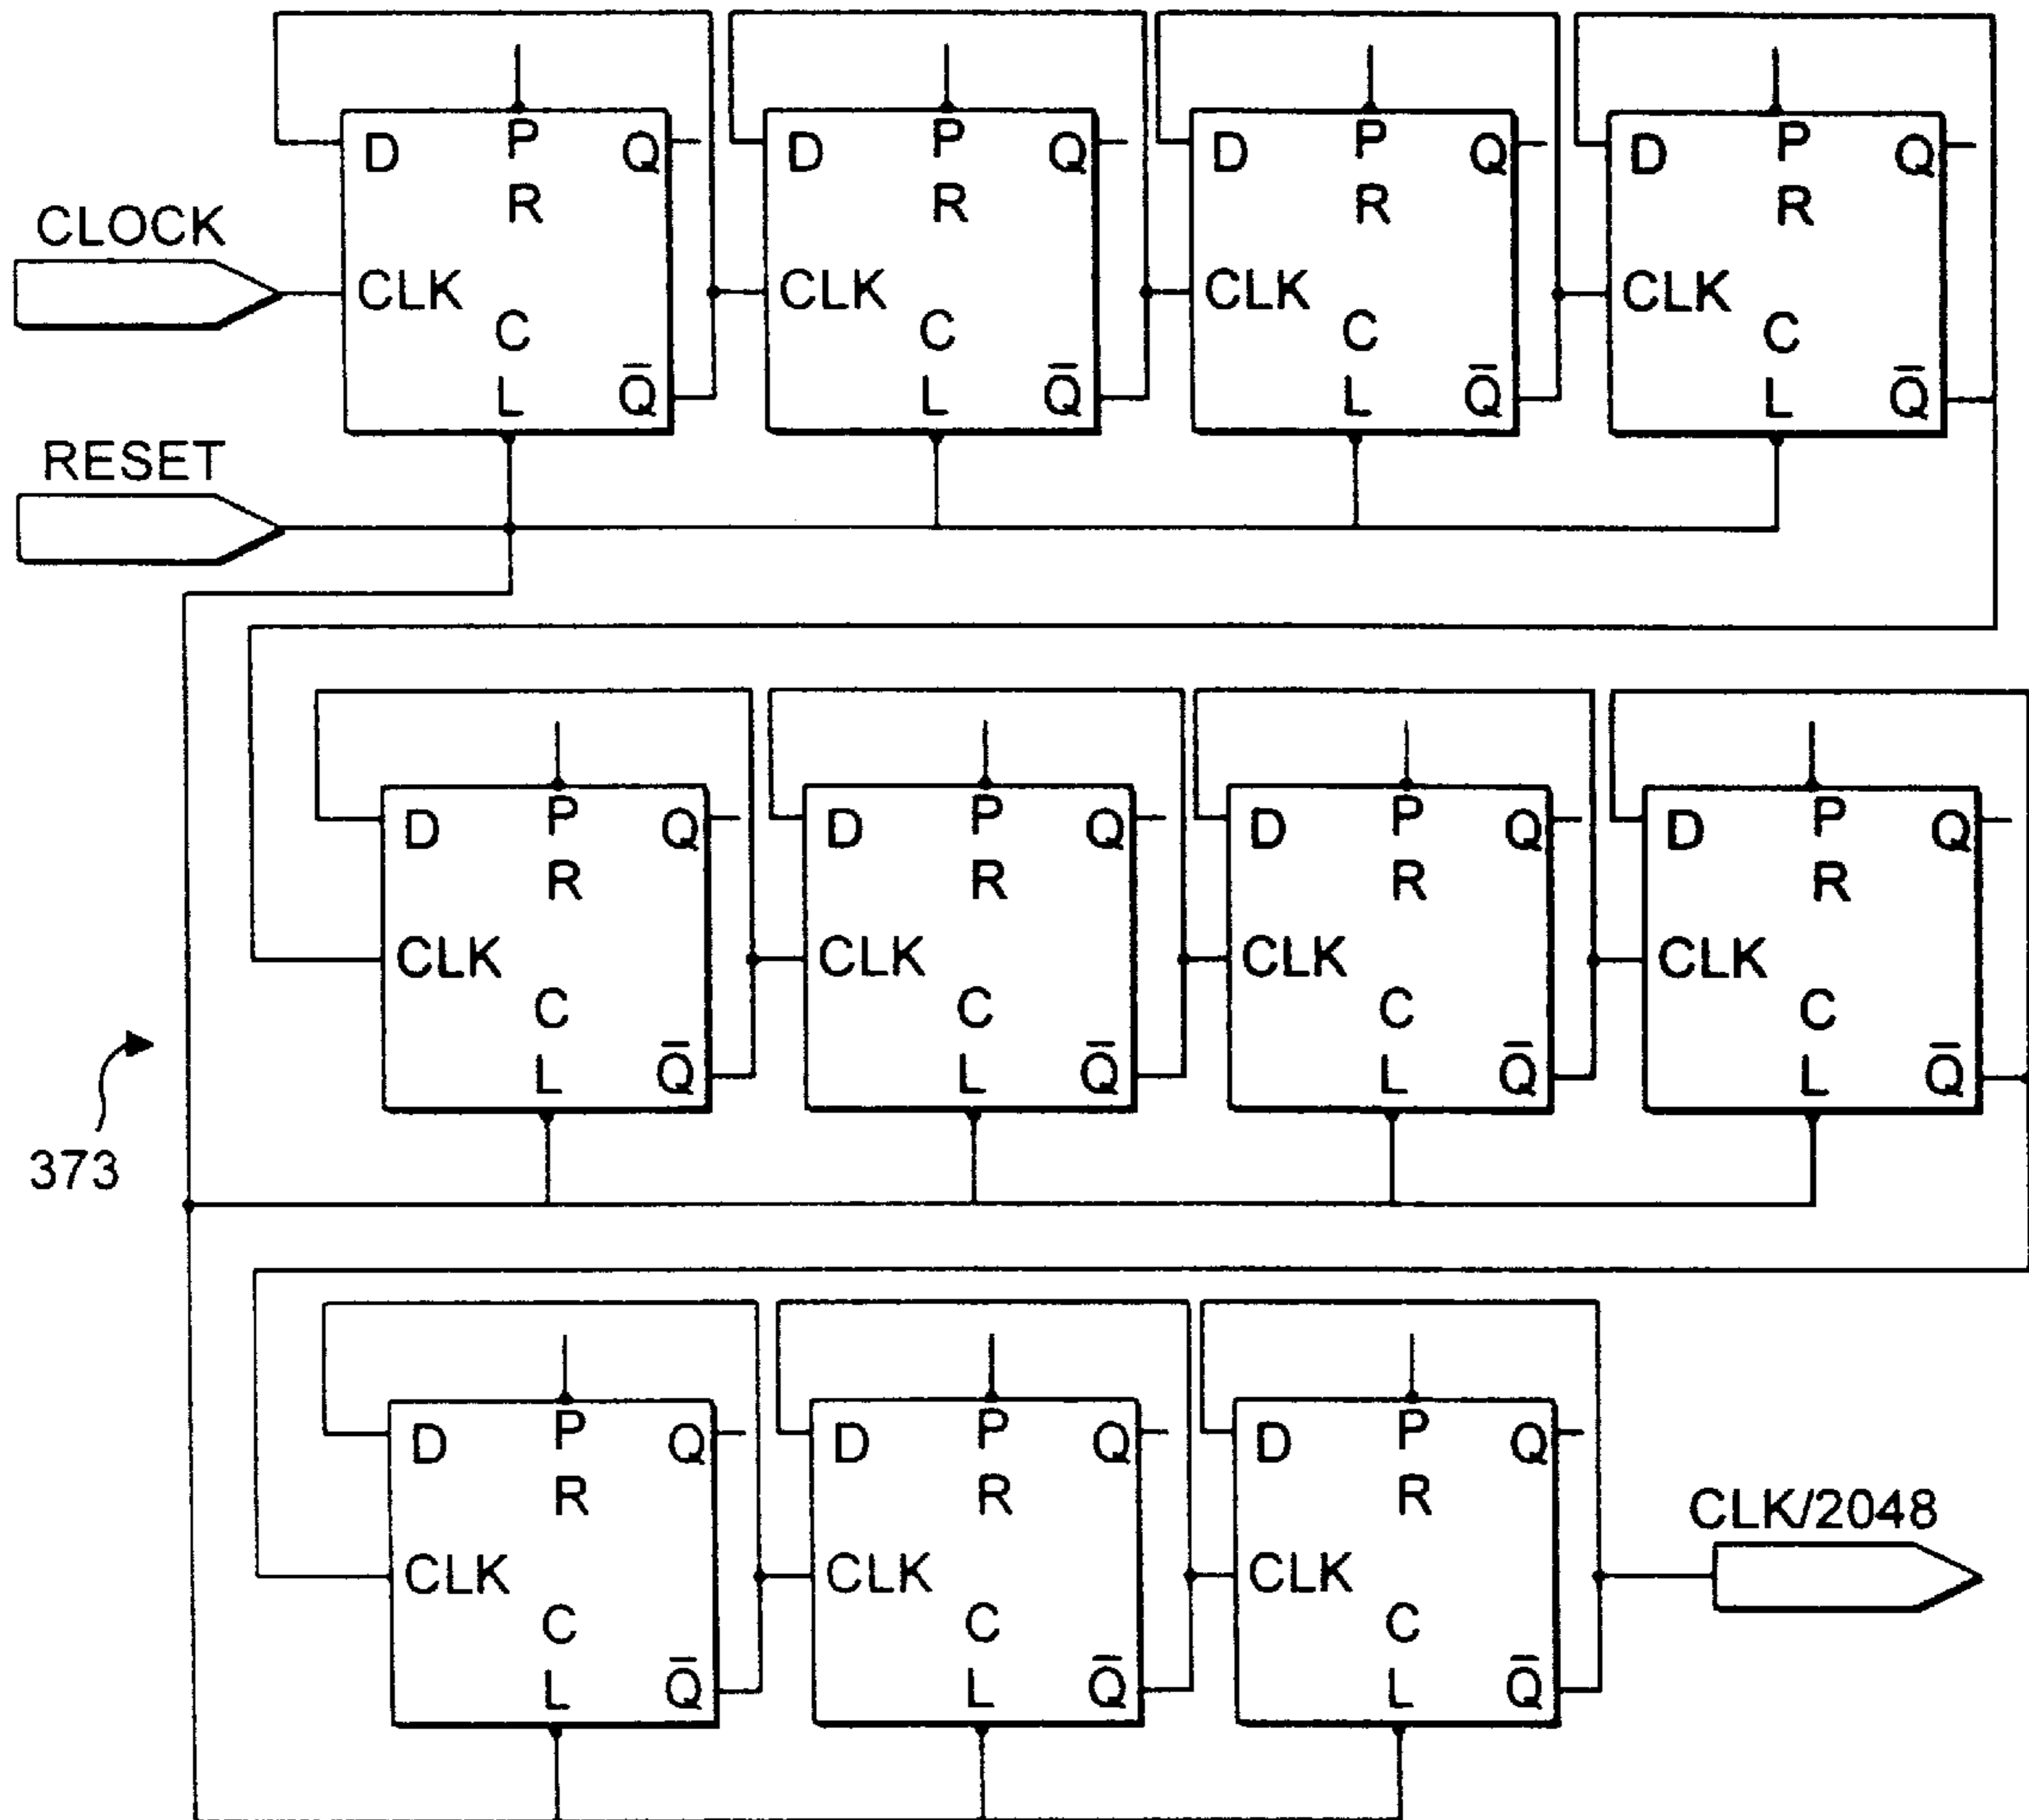 D P Q D P Q D P Q D P Q
R R R R
CLOCK
CLK CLK CLK CLK
C C C C
L Q̅ L Q̅ L Q̅ L Q̅
RESET
D P Q D P Q D P Q D P Q
R R R R
CLK CLK CLK CLK
C C C C
L Q̅ L Q̅ L Q̅ L Q̅
373
D P Q D P Q D P Q
R R R
CLK/2048
CLK CLK CLK
C C C
L Q̅ L Q̅ L Q̅